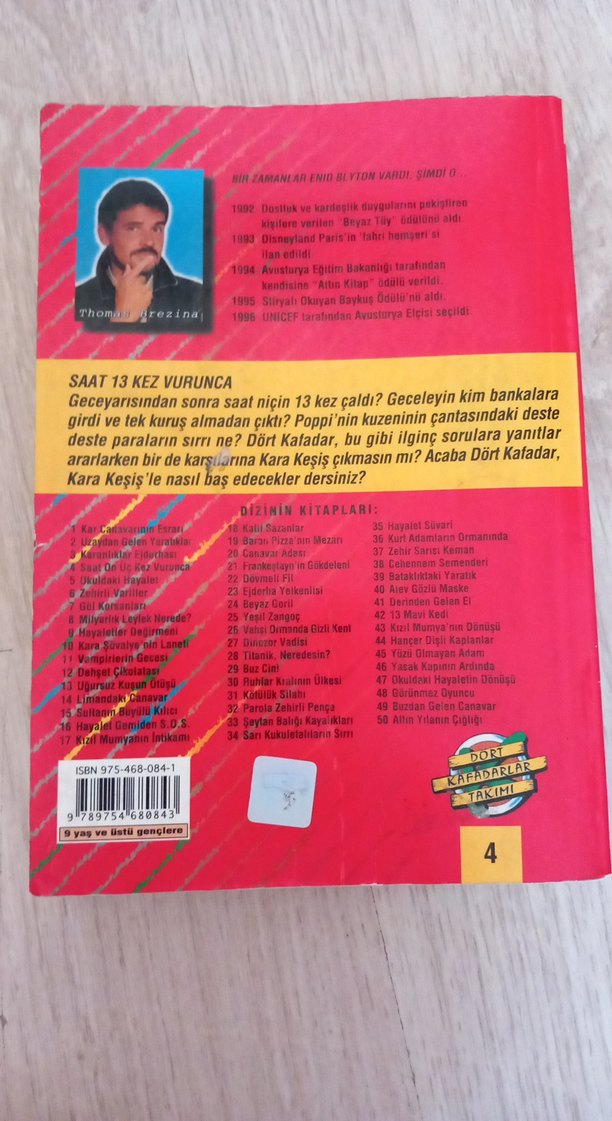 BİR ZAMANLAR ENID BLYTON VARDI, ŞİMDİ O...
1992 Dostluk ve kardeşlik duygularını pekiştiren
kişilere verilen "Beyaz Tüy" ödülünü aldı.
1993 Disneyland Paris'in 'fahri hemşeri'si
ilan edildi
1994 Avusturya Eğitim Bakanlığı tarafından
kendisine "Altın Kitap" ödülü verildi.
1995 Stiryalı Okuyan Baykuş Ödülü'nü aldı.
1996 UNICEF tarafından Avusturya Elçisi seçildi.
Thomas Brezina
SAAT 13 KEZ VURUNCA
Geceyarısından sonra saat niçin 13 kez çaldı? Geceleyin kim bankalara
girdi ve tek kuruş almadan çıktı? Poppi'nin kuzeninin çantasındaki deste
deste paraların sırrı ne? Dört Kafadar, bu gibi ilginç sorulara yanıtlar
ararlarken bir de karşılarına Kara Keşiş çıkmasın mı? Acaba Dört Kafadar,
Kara Keşiş'le nasıl baş edecekler dersiniz?
DİZİNİN KİTAPLARI:
1 Kar Canavarının Esrarı
2 Uzaydan Gelen Yaratıklar
3 Karanlıklar Ejderhası
4 Saat On Üç Kez Vurunca
5 Okuldaki Hayalet
6 Zehirli Variller
7 Göl Korsanları
8 Milyarlık Leylek Nerede?
9 Hayaletler Değirmeni
10 Kara Şövalye'nin Laneti
11 Vampirlerin Gecesi
12 Dehşet Çikolatası
13 Uğursuz Kuşun Ötüşü
14 Limandaki Canavar
15 Sultanın Büyülü Kılıcı
16 Hayalet Gemiden S.O.S.
17 Kızıl Mumyanın İntikamı
18 Katil Sazanlar
19 Baron Pizza'nın Mezarı
20 Canavar Adası
21 Frankeştayn'ın Gökdeleni
22 Dövmeli Fil
23 Ejderha Yelkenlisi
24 Beyaz Goril
25 Yeşil Zangoç
26 Vahşi Ormanda Gizli Kent
27 Dinozor Vadisi
28 Titanik, Neredesin?
29 Buz Cini
30 Ruhlar Kralının Ülkesi
31 Kötülük Silahı
32 Parola Zehirli Pença
33 Şeytan Balığı Kayalıkları
34 Sarı Kukuletalıların Sırrı
35 Hayalet Süvari
36 Kurt Adamların Ormanında
37 Zehir Sarısı Keman
38 Cehennem Semenderi
39 Bataklıktaki Yaratık
40 Alev Gözlü Maske
41 Derinden Gelen El
42 13 Mavi Kedi
43 Kızıl Mumya'nın Dönüşü
44 Hançer Dişli Kaplanlar
45 Yüzü Olmayan Adam
46 Yasak Kapının Ardında
47 Okuldaki Hayaletin Dönüşü
48 Görünmez Oyuncu
49 Buzdan Gelen Canavar
50 Altın Yılanın Çığlığı
ISBN 975-468-084-1
9 789754 680843
9 yaş ve üstü gençlere
DÖRT
KAFADARLAR
TAKIMI
4